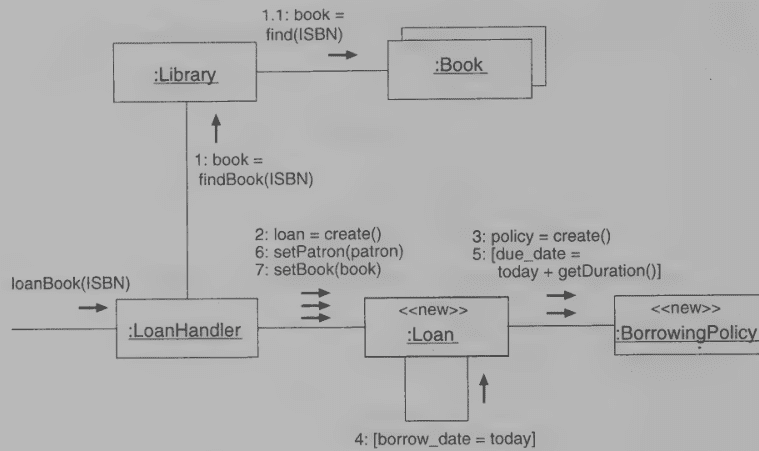 1.1: book =
find(ISBN)
:Library
:Book
1: book =
findBook(ISBN)
2: loan = create()
6: setPatron(patron)
7: setBook(book)
3: policy = create()
5: [due_date =
today + getDuration()]
loanBook(ISBN)
:LoanHandler
<<new>>
:Loan
<<new>>
:BorrowingPolicy
4: [borrow_date = today]